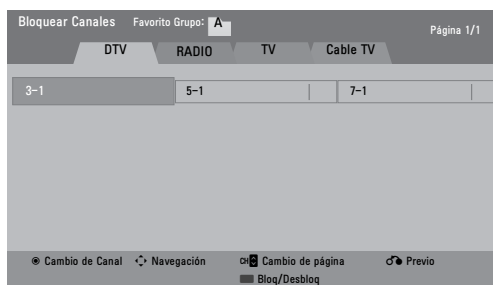 Bloquear Canales Favorito Grupo: A
Página 1/1
DTV RADIO TV Cable TV
3-1 5-1 7-1
Cambio de Canal Navegación CH Cambio de página Previo
Bloq/Desbloq